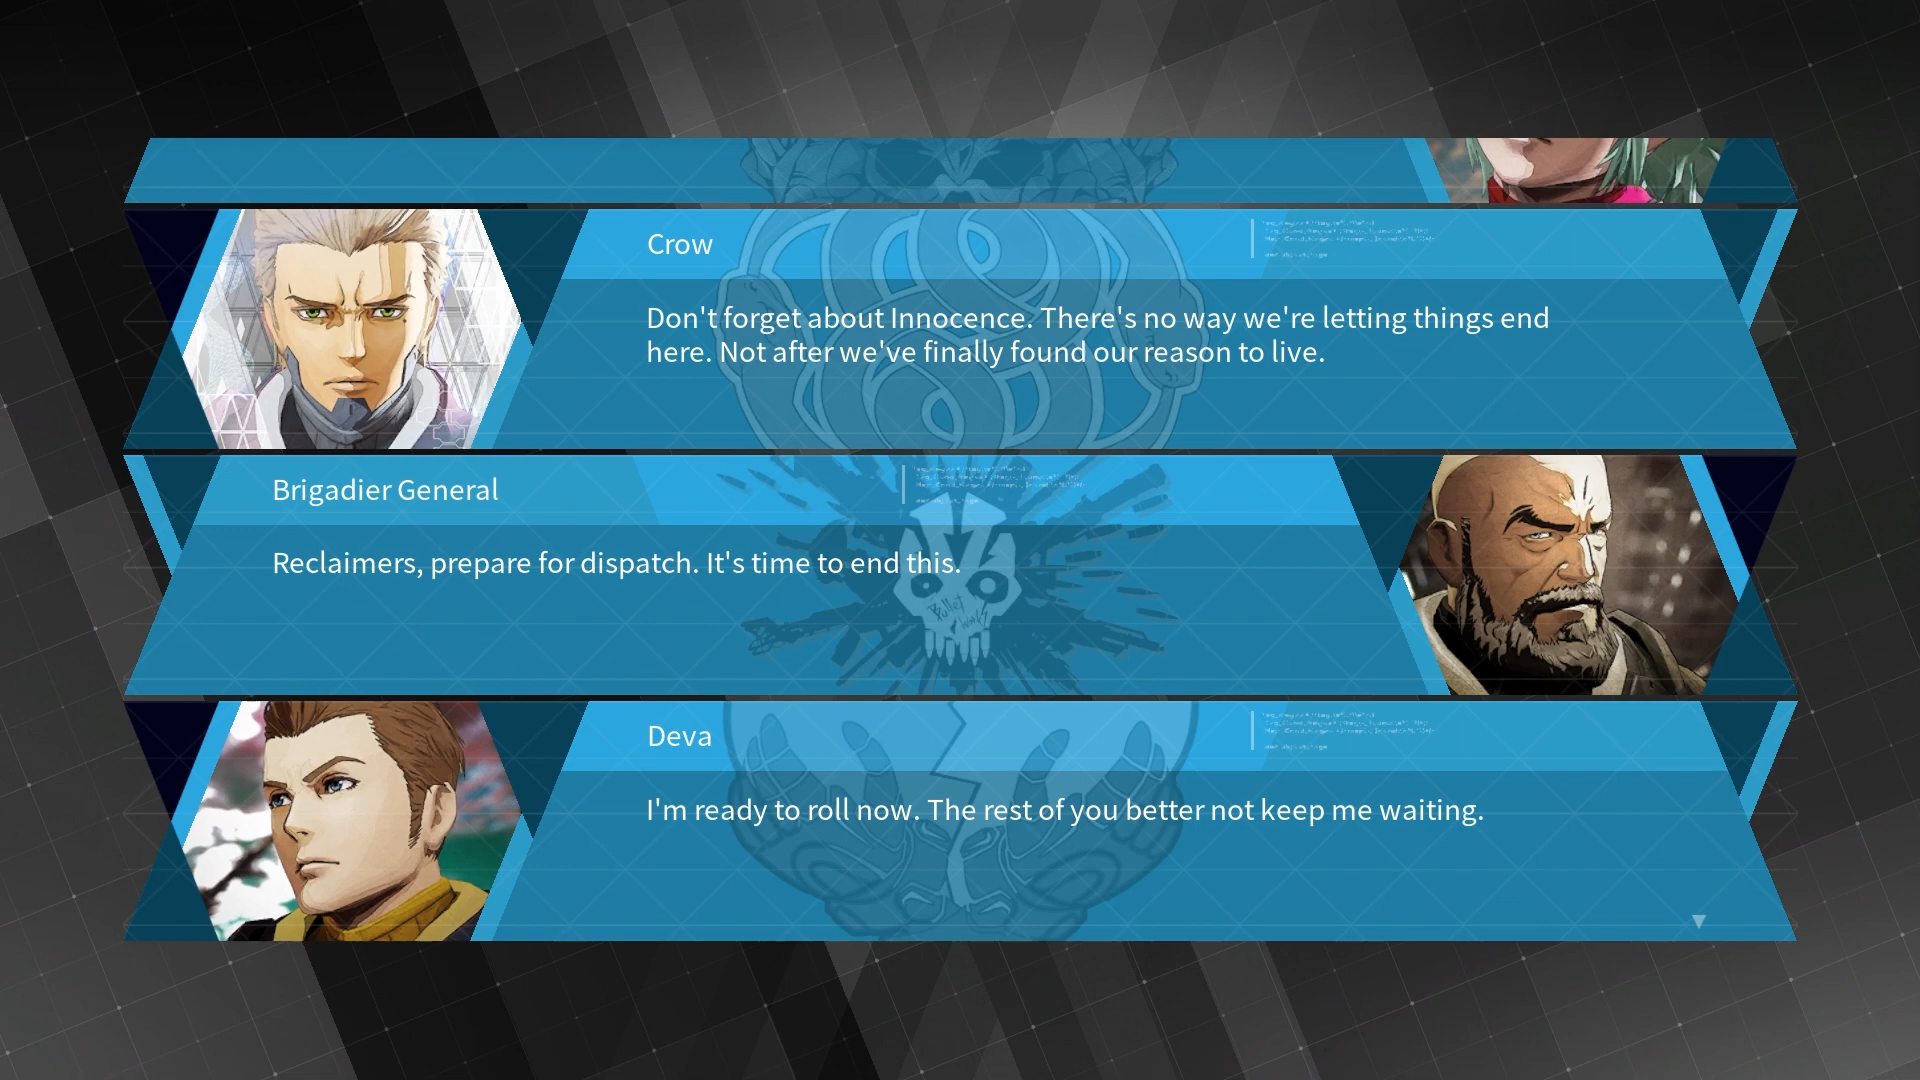 Crow
Don't forget about Innocence. There's no way we're letting things end
here. Not after we've finally found our reason to live.
Brigadier General
Reclaimers, prepare for dispatch. It's time to end this.
Bullet
Works
Deva
I'm ready to roll now. The rest of you better not keep me waiting.